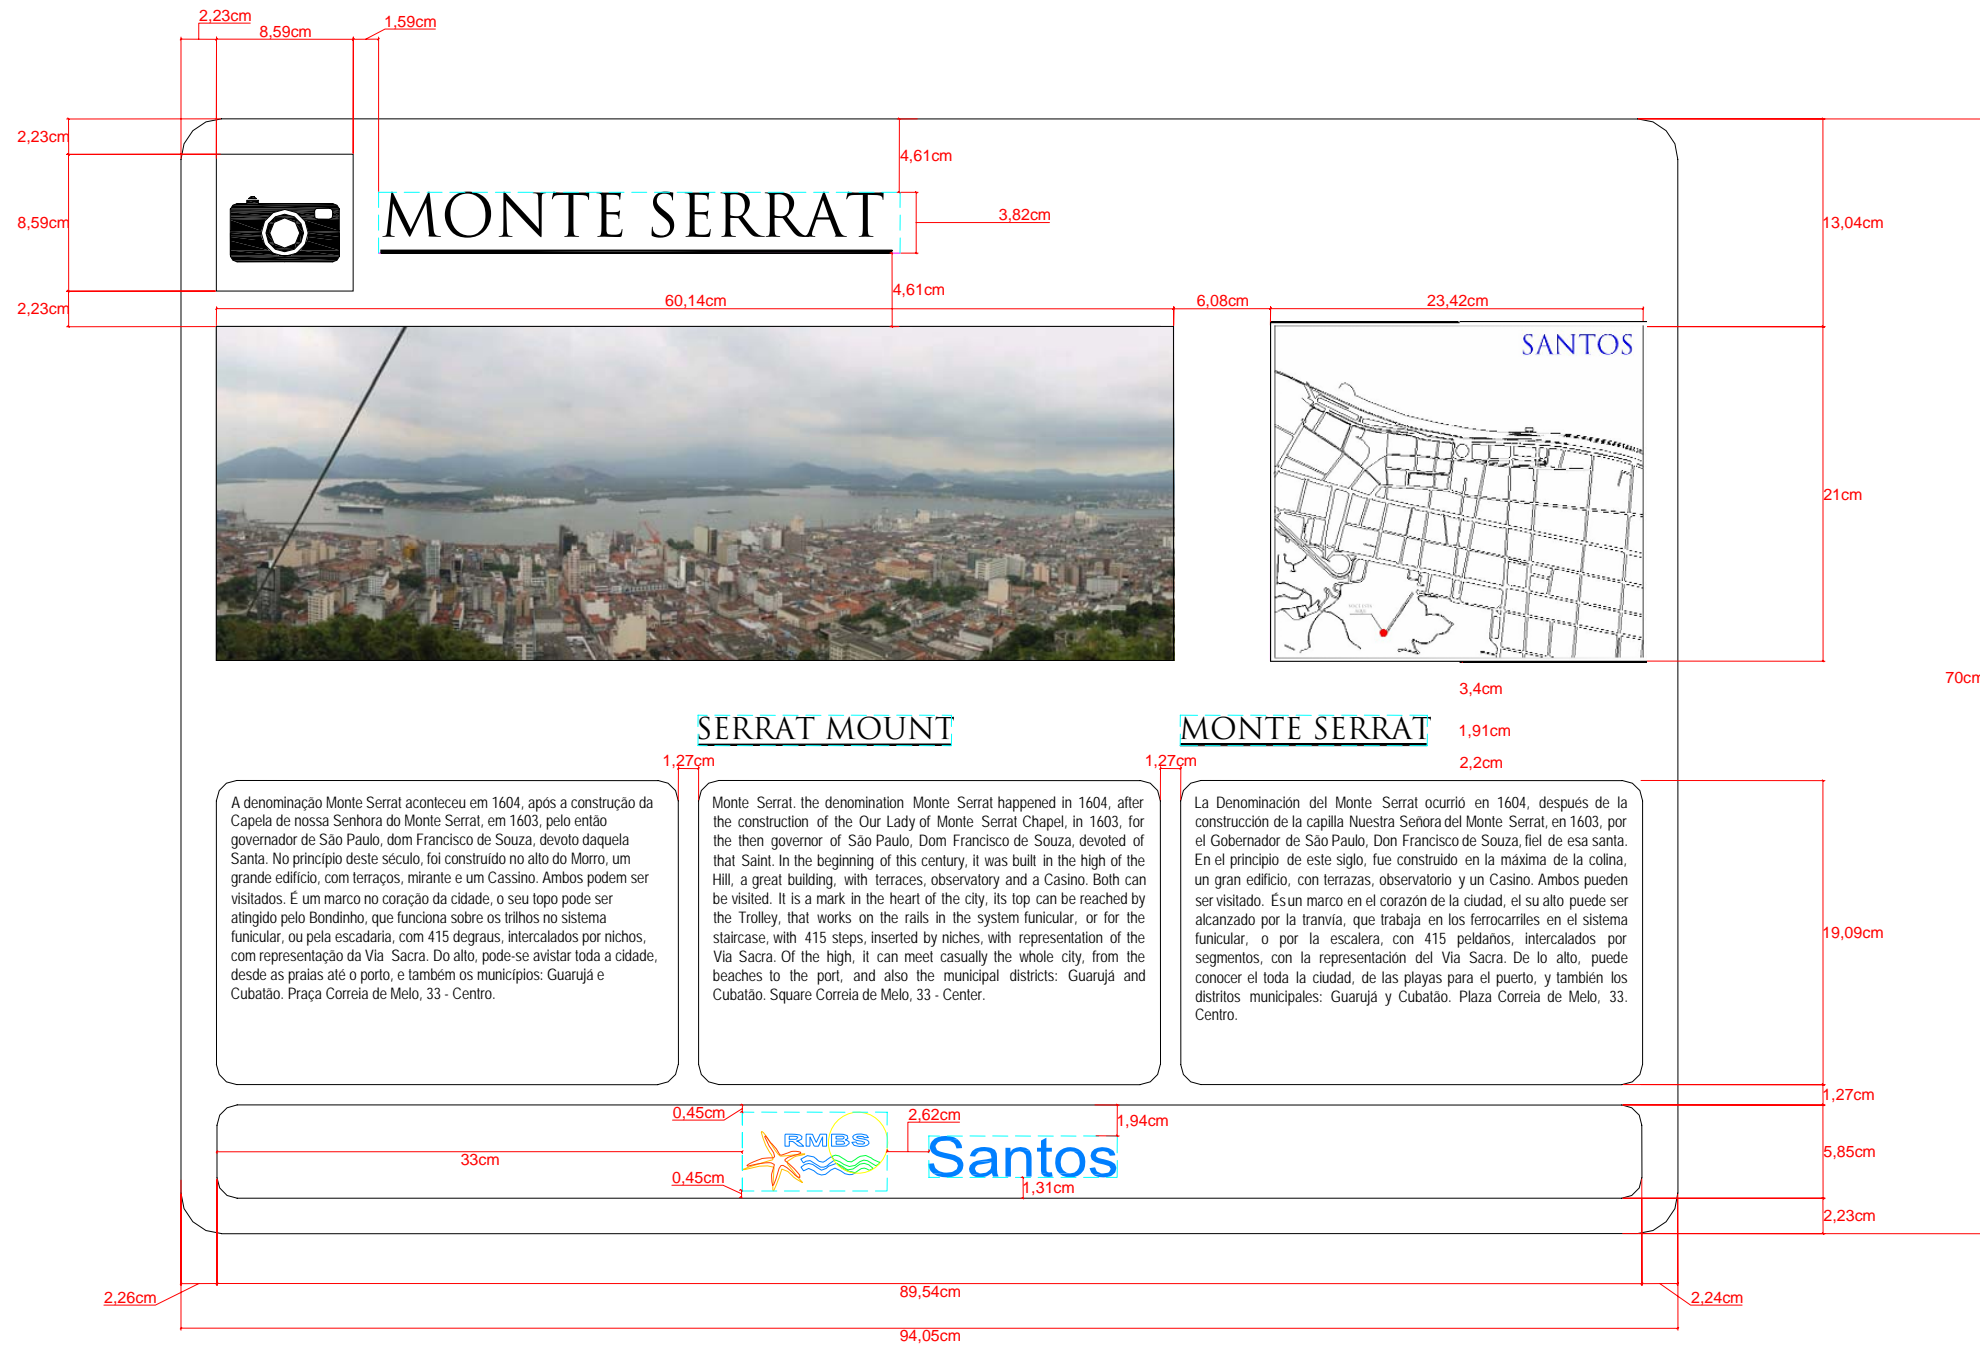 2,23cm
8,59cm
1,59cm
2,23cm
4,61cm
MONTE SERRAT
8,59cm
3,82cm
13,04cm
4,61cm
2,23cm
60,14cm
6,08cm
23,42cm
SANTOS
21cm
70cm
3,4cm
SERRAT MOUNT
MONTE SERRAT
1,91cm
1,27cm
1,27cm
2,2cm
A denominação Monte Serrat aconteceu em 1604, após a construção da
Capela de nossa Senhora do Monte Serrat, em 1603, pelo então
governador de São Paulo, dom Francisco de Souza, devoto daquela
Santa. No princípio deste século, foi construído no alto do Morro, um
grande edifício, com terraços, mirante e um Cassino. Ambos podem ser
visitados. É um marco no coração da cidade, o seu topo pode ser
atingido pelo Bondinho, que funciona sobre os trilhos no sistema
funicular, ou pela escadaria, com 415 degraus, intercalados por nichos,
com representação da Via Sacra. Do alto, pode-se avistar toda a cidade,
desde as praias até o porto, e também os municípios: Guarujá e
Cubatão. Praça Correia de Melo, 33 - Centro.
Monte Serrat. the denomination Monte Serrat happened in 1604, after
the construction of the Our Lady of Monte Serrat Chapel, in 1603, for
the then governor of São Paulo, Dom Francisco de Souza, devoted of
that Saint. In the beginning of this century, it was built in the high of the
Hill, a great building, with terraces, observatory and a Casino. Both can
be visited. It is a mark in the heart of the city, its top can be reached by
the Trolley, that works on the rails in the system funicular, or for the
staircase, with 415 steps, inserted by niches, with representation of the
Via Sacra. Of the high, it can meet casually the whole city, from the
beaches to the port, and also the municipal districts: Guarujá and
Cubatão. Square Correia de Melo, 33 - Center.
La Denominación del Monte Serrat ocurrió en 1604, después de la
construcción de la capilla Nuestra Señora del Monte Serrat, en 1603, por
el Gobernador de São Paulo, Don Francisco de Souza, fiel de esa santa.
En el principio de este siglo, fue construido en la máxima de la colina,
un gran edificio, con terrazas, observatorio y un Casino. Ambos pueden
ser visitado. És un marco en el corazón de la ciudad, el su alto puede ser
alcanzado por la tranvía, que trabaja en los ferrocarriles en el sistema
funicular, o por la escalera, con 415 peldaños, intercalados por
segmentos, con la representación del Via Sacra. De lo alto, puede
conocer el toda la ciudad, de las playas para el puerto, y también los
distritos municipales: Guarujá y Cubatão. Plaza Correia de Melo, 33.
Centro.
19,09cm
1,27cm
0,45cm
2,62cm
1,94cm
RMBS
Santos
33cm
5,85cm
0,45cm
1,31cm
2,23cm
2,26cm
89,54cm
2,24cm
94,05cm